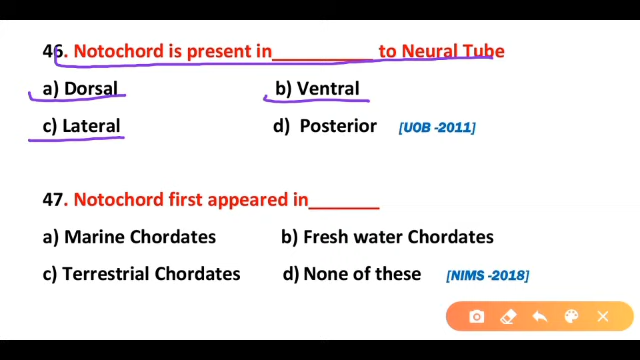 46. Notochord is present in_________ to Neural Tube
a) Dorsal b) Ventral
c) Lateral d) Posterior [UOB -2011]
47. Notochord first appeared in_______
a) Marine Chordates b) Fresh water Chordates
c) Terrestrial Chordates d) None of these [NIMS -2018]